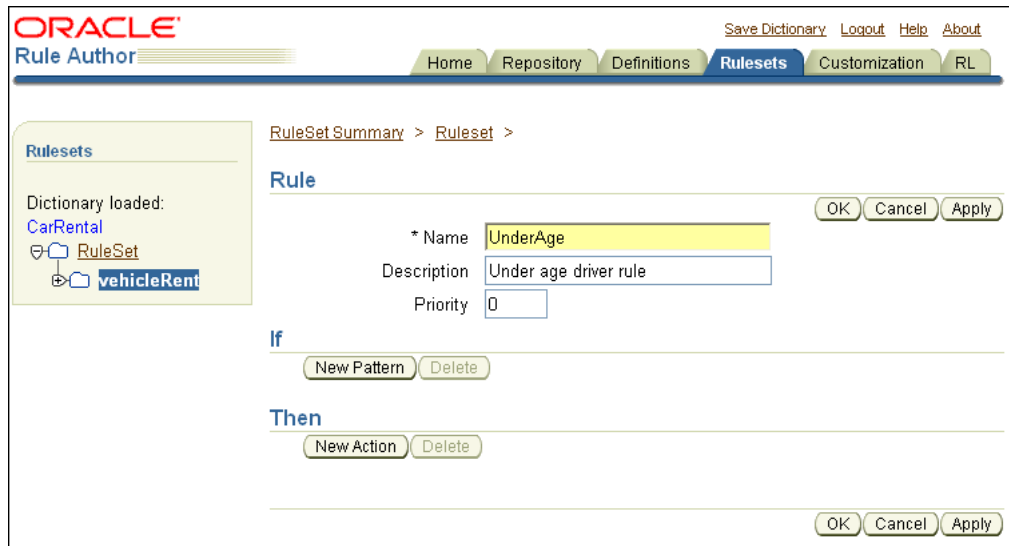 ORACLE
Rule Author
Save Dictionary Logout Help About
Home Repository Definitions Rulesets Customization RL
Rulesets
Dictionary loaded:
CarRental
RuleSet
vehicleRent
RuleSet Summary > Ruleset >
Rule
OK Cancel Apply
* Name UnderAge
Description Under age driver rule
Priority 0
If
New Pattern Delete
Then
New Action Delete
OK Cancel Apply